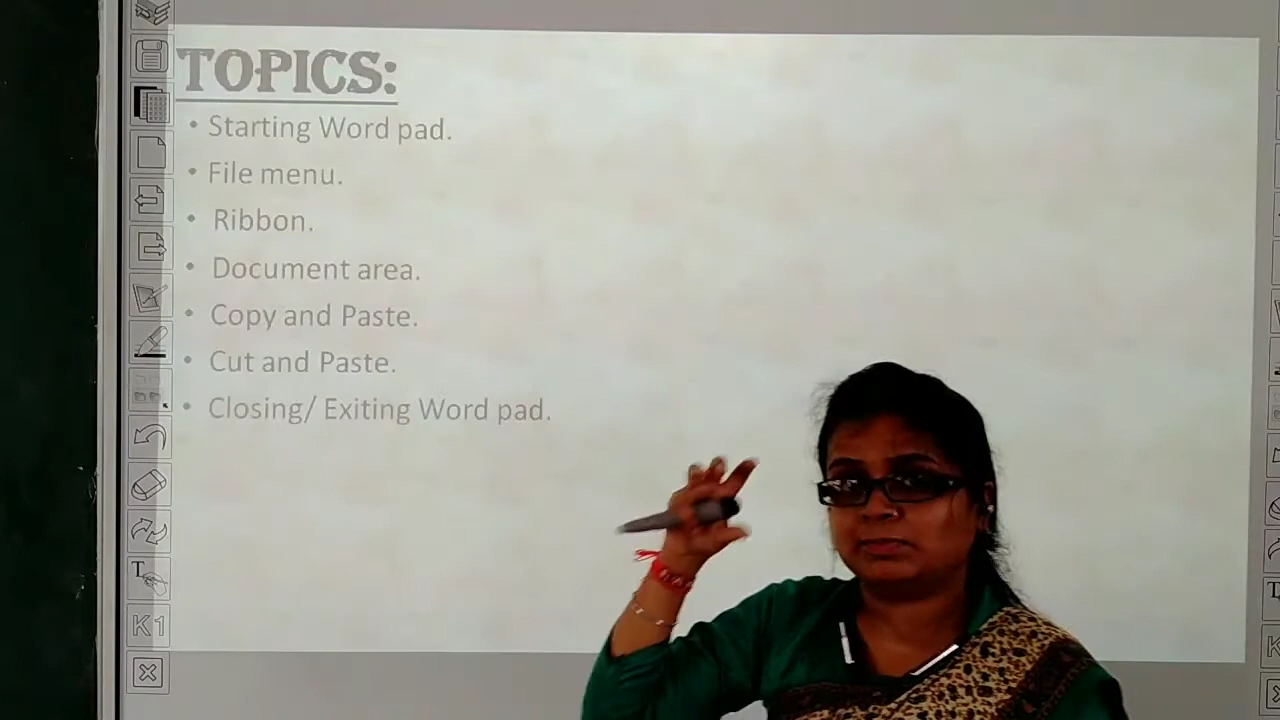 TOPICS:
• Starting Word pad.
• File menu.
• Ribbon.
• Document area.
• Copy and Paste.
• Cut and Paste.
• Closing/ Exiting Word pad.
T
K1